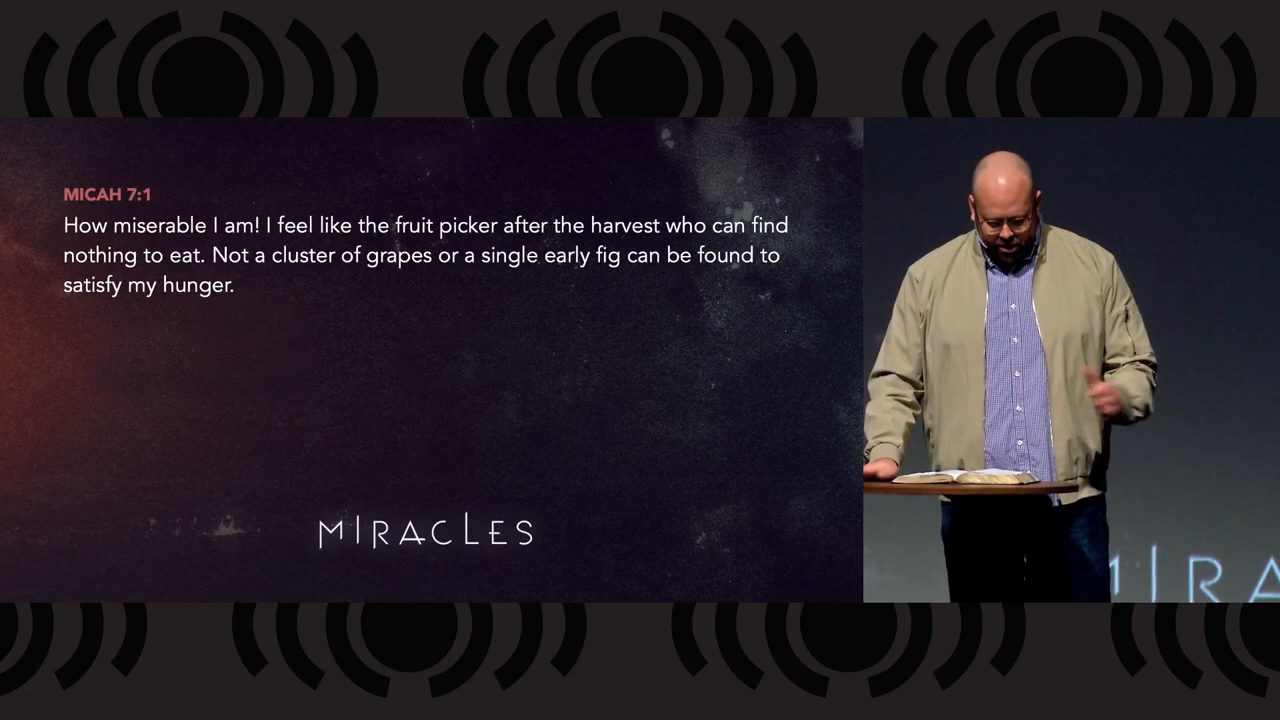 MICAH 7:1
How miserable I am! I feel like the fruit picker after the harvest who can find
nothing to eat. Not a cluster of grapes or a single early fig can be found to
satisfy my hunger.
MIRACLES
MIRA